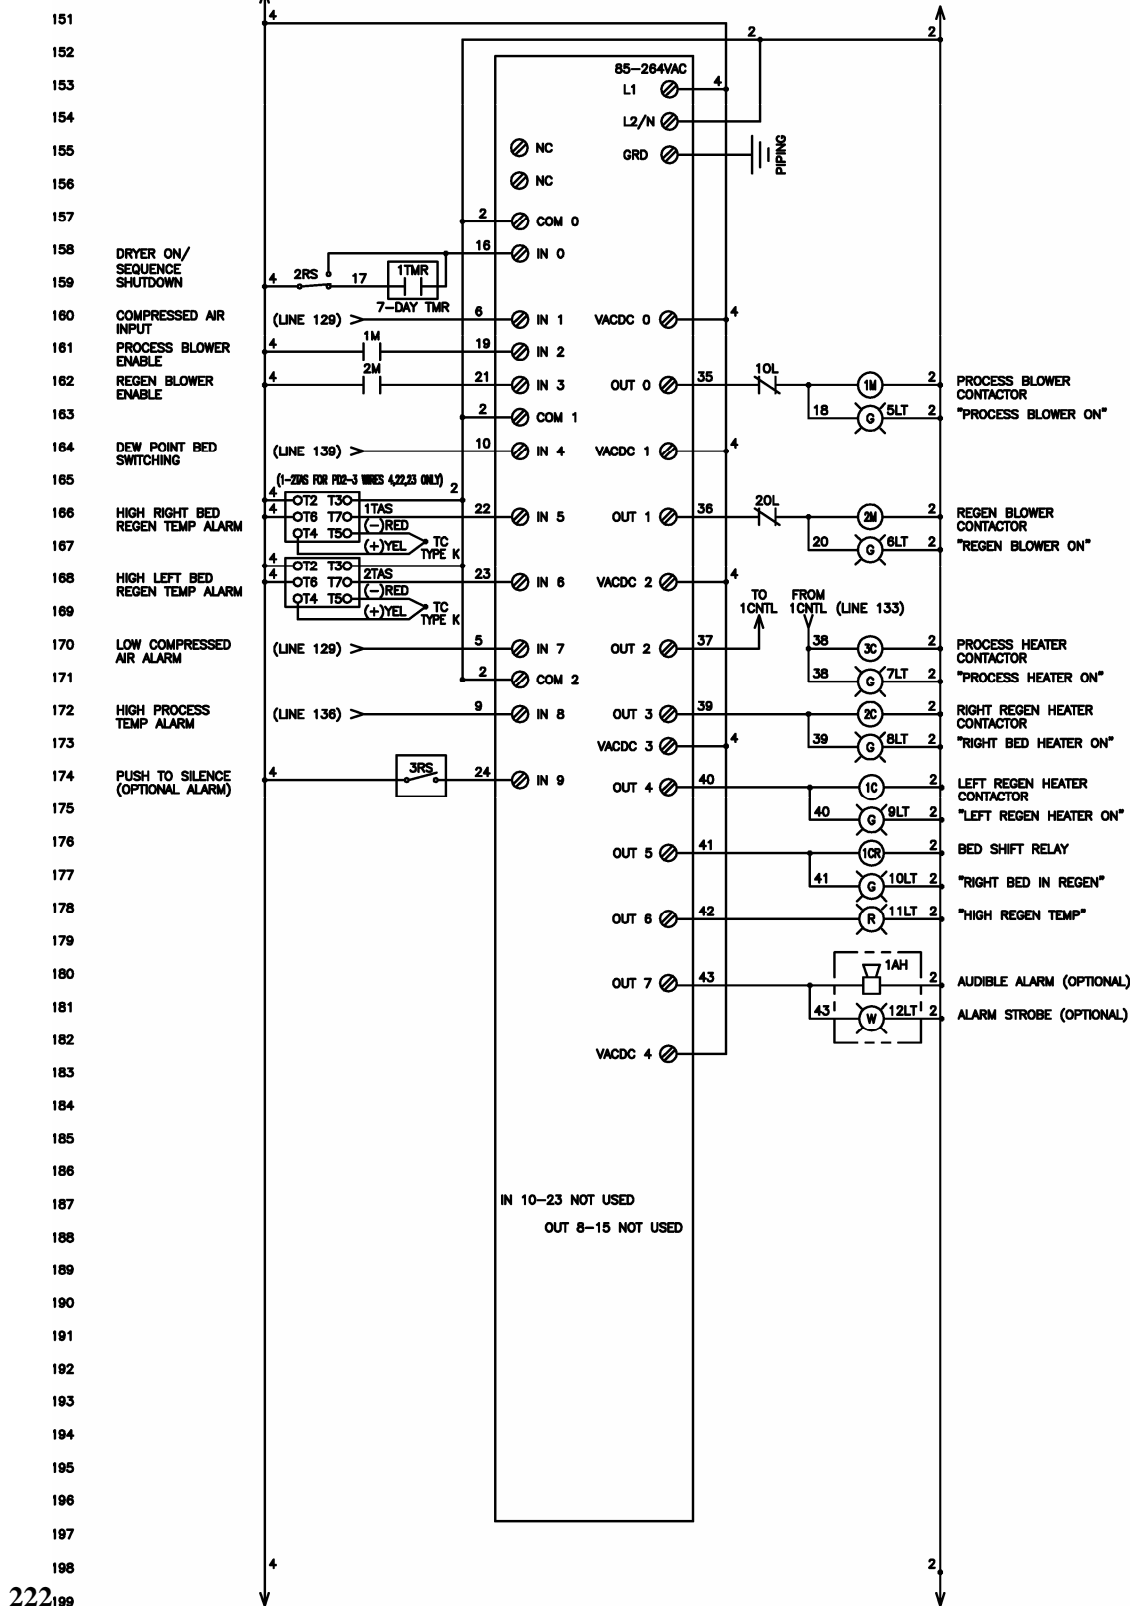 151 4
152 2 2
153 85-264VAC L1 4
154 L2/N
155 NC GRD PIPING
156 NC
157 2 COM 0
158 DRYER ON/ 16 IN 0
SEQUENCE 2RS 17 1TMR
159 SHUTDOWN 4
7-DAY TMR
160 COMPRESSED AIR (LINE 129) 6 IN 1 VACDC 0 4
INPUT
161 PROCESS BLOWER 4 1M 19 IN 2
ENABLE
162 REGEN BLOWER 4 2M 21 IN 3 OUT 0 35 1OL 1M 2 PROCESS BLOWER
ENABLE CONTACTOR
163 2 COM 1 18 G 5LT 2 "PROCESS BLOWER ON"
164 DEW POINT BED (LINE 139) 10 IN 4 VACDC 1 4
SWITCHING
165 (1-2TAS FOR PD2-3 WIRES 4,22,23 ONLY)
4 T2 T3 2
166 HIGH RIGHT BED 4 T6 T7 1TAS 22 IN 5 OUT 1 36 2OL 2M 2 REGEN BLOWER
REGEN TEMP ALARM T4 T5 (-)RED CONTACTOR
167 (+)YEL TC 20 G 6LT 2 "REGEN BLOWER ON"
TYPE K
4 T2 T3
168 HIGH LEFT BED 4 T6 T7 2TAS 23 IN 6 VACDC 2 4
REGEN TEMP ALARM T4 T5 (-)RED TO FROM
169 (+)YEL TC 1CNTL 1CNTL (LINE 133)
TYPE K
170 LOW COMPRESSED (LINE 129) 5 IN 7 OUT 2 37 38 3C 2 PROCESS HEATER
AIR ALARM CONTACTOR
171 2 COM 2 38 G 7LT 2 "PROCESS HEATER ON"
172 HIGH PROCESS (LINE 136) 9 IN 8 OUT 3 39 2C 2 RIGHT REGEN HEATER
TEMP ALARM CONTACTOR
173 VACDC 3 4 39 G 8LT 2 "RIGHT BED HEATER ON"
174 PUSH TO SILENCE 4 3RS 24 IN 9 OUT 4 40 1C 2 LEFT REGEN HEATER
(OPTIONAL ALARM) CONTACTOR
175 40 G 9LT 2 "LEFT REGEN HEATER ON"
176 OUT 5 41 1CR 2 BED SHIFT RELAY
177 41 G 10LT 2 "RIGHT BED IN REGEN"
178 OUT 6 42 R 11LT 2 "HIGH REGEN TEMP"
179
180 OUT 7 43 1AH 2 AUDIBLE ALARM (OPTIONAL)
181 43 W 12LT 2 ALARM STROBE (OPTIONAL)
182 VACDC 4
183
184
185
186
187 IN 10-23 NOT USED
188 OUT 8-15 NOT USED
189
190
191
192
193
194
195
196
197
198 4 2
222 199